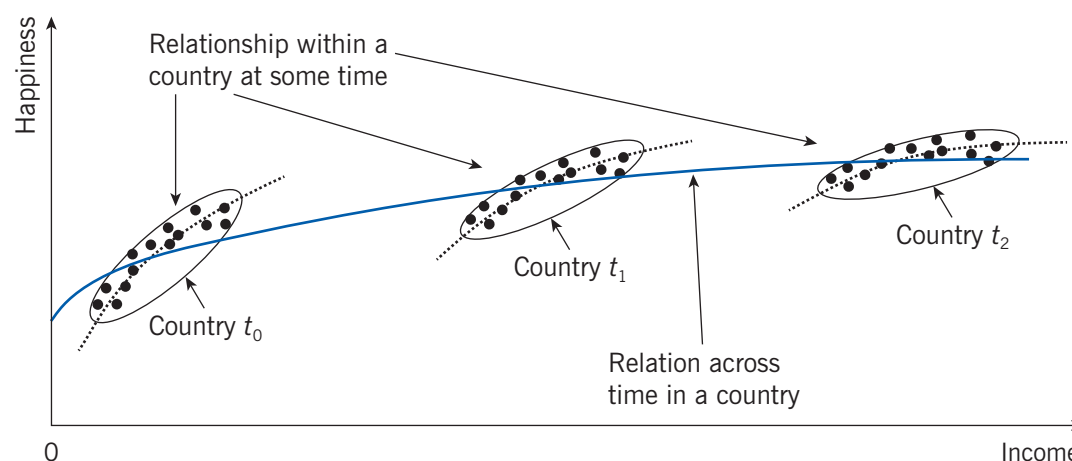 Happiness
Relationship within a
country at some time
Country t₀
Country t₁
Country t₂
Relation across
time in a country
0
Income